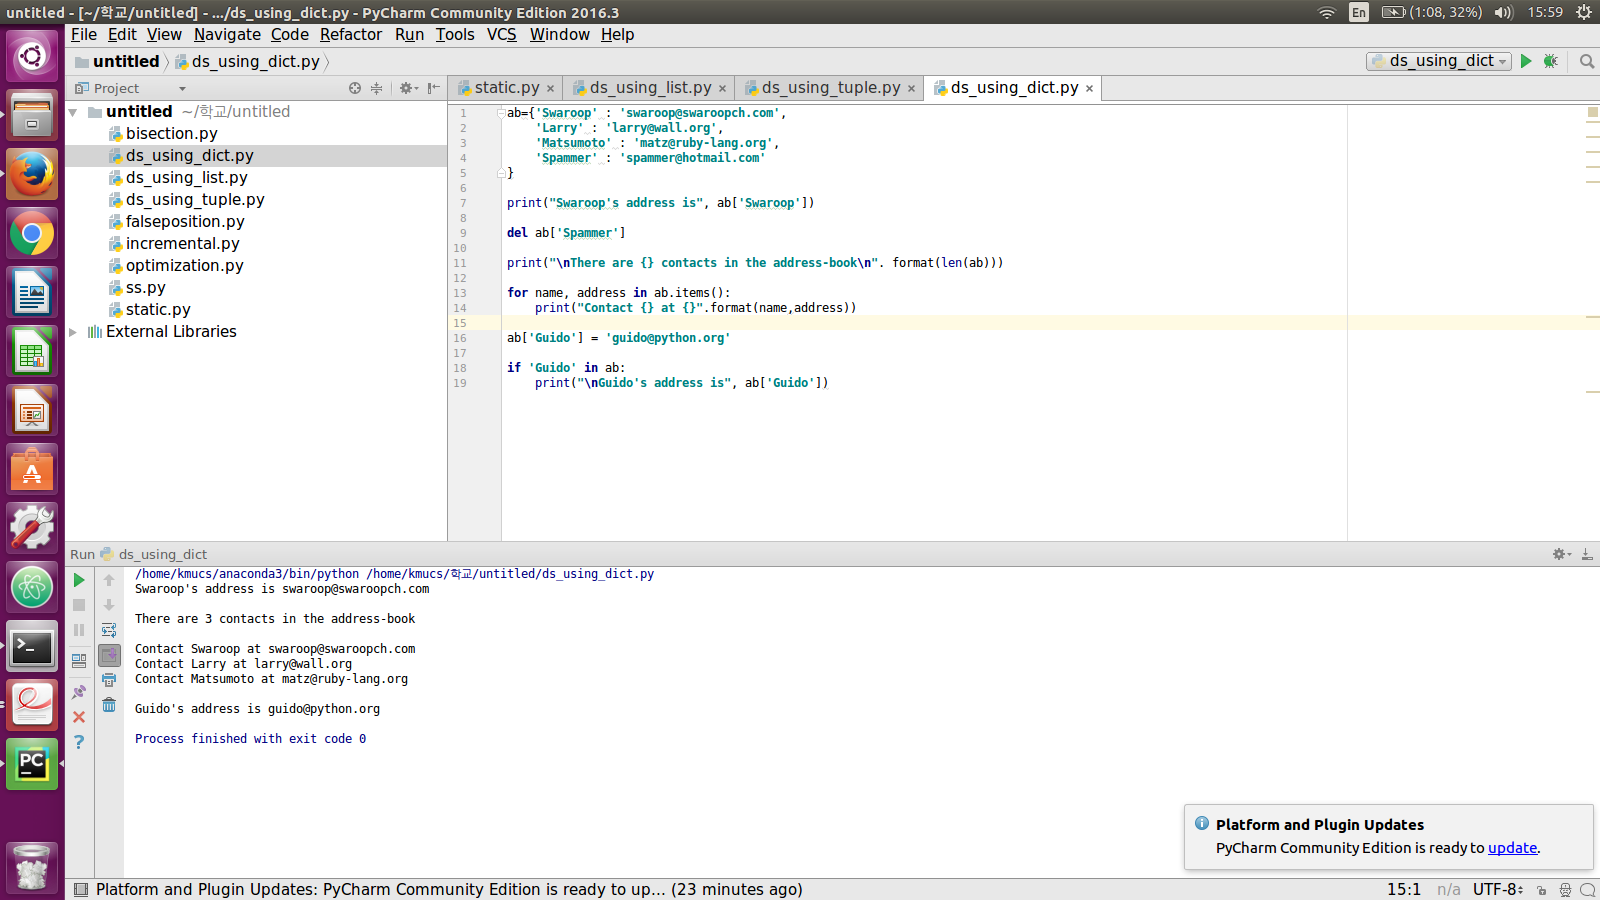 untitled - [~/학교/untitled] - .../ds_using_dict.py - PyCharm Community Edition 2016.3
En (1:08, 32%) 15:59
File Edit View Navigate Code Refactor Run Tools VCS Window Help
untitled ds_using_dict.py ds_using_dict
Project
static.py ds_using_list.py ds_using_tuple.py ds_using_dict.py
untitled ~/학교/untitled
bisection.py
ds_using_dict.py
ds_using_list.py
ds_using_tuple.py
falseposition.py
incremental.py
optimization.py
ss.py
static.py
External Libraries
1 ab={'Swaroop' : 'swaroop@swaroopch.com',
2 'Larry' : 'larry@wall.org',
3 'Matsumoto' : 'matz@ruby-lang.org',
4 'Spammer' : 'spammer@hotmail.com'
5 }
6
7 print("Swaroop's address is", ab['Swaroop'])
8
9 del ab['Spammer']
10
11 print("\nThere are {} contacts in the address-book\n". format(len(ab)))
12
13 for name, address in ab.items():
14 print("Contact {} at {}".format(name,address))
15
16 ab['Guido'] = 'guido@python.org'
17
18 if 'Guido' in ab:
19 print("\nGuido's address is", ab['Guido'])
Run ds_using_dict
/home/kmucs/anaconda3/bin/python /home/kmucs/학교/untitled/ds_using_dict.py
Swaroop's address is swaroop@swaroopch.com
There are 3 contacts in the address-book
Contact Swaroop at swaroop@swaroopch.com
Contact Larry at larry@wall.org
Contact Matsumoto at matz@ruby-lang.org
Guido's address is guido@python.org
Process finished with exit code 0
PC
Platform and Plugin Updates
PyCharm Community Edition is ready to update.
Platform and Plugin Updates: PyCharm Community Edition is ready to up... (23 minutes ago) 15:1 n/a UTF-8